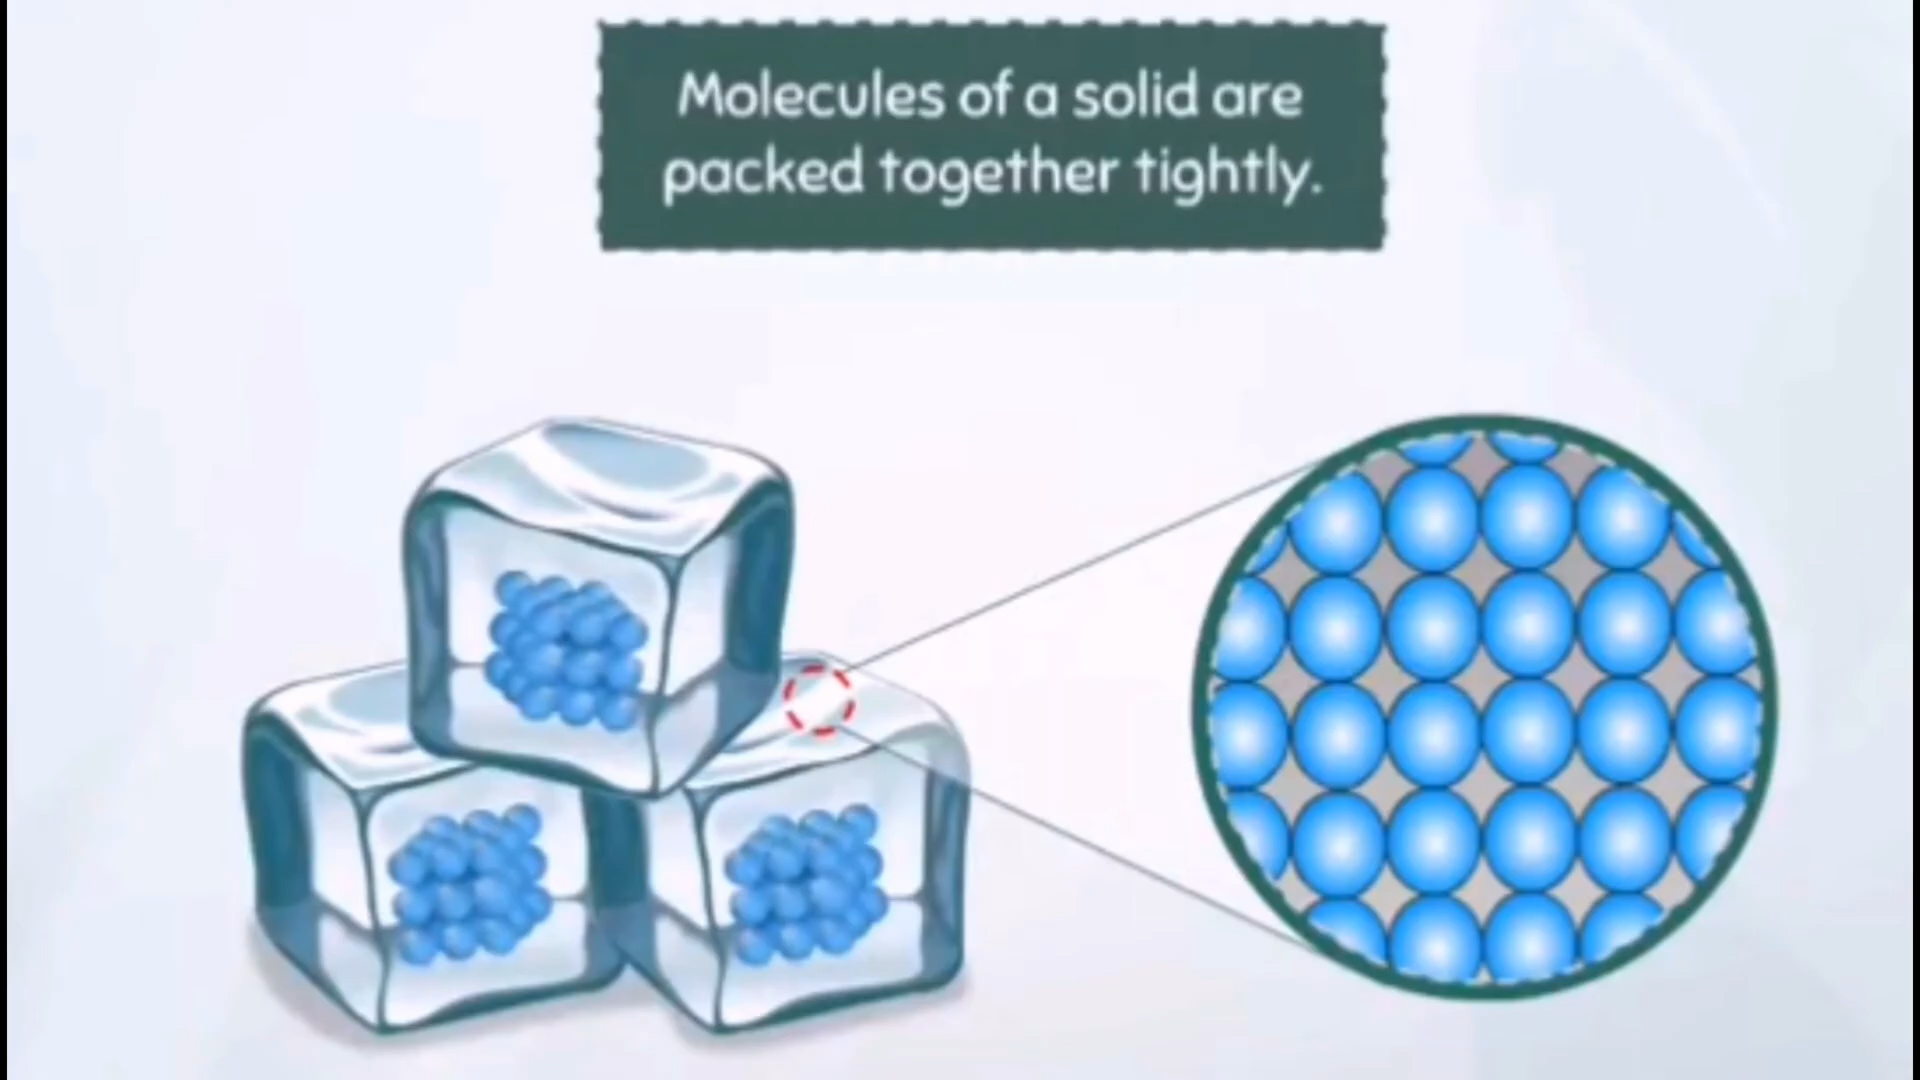 Molecules of a solid are
packed together tightly.